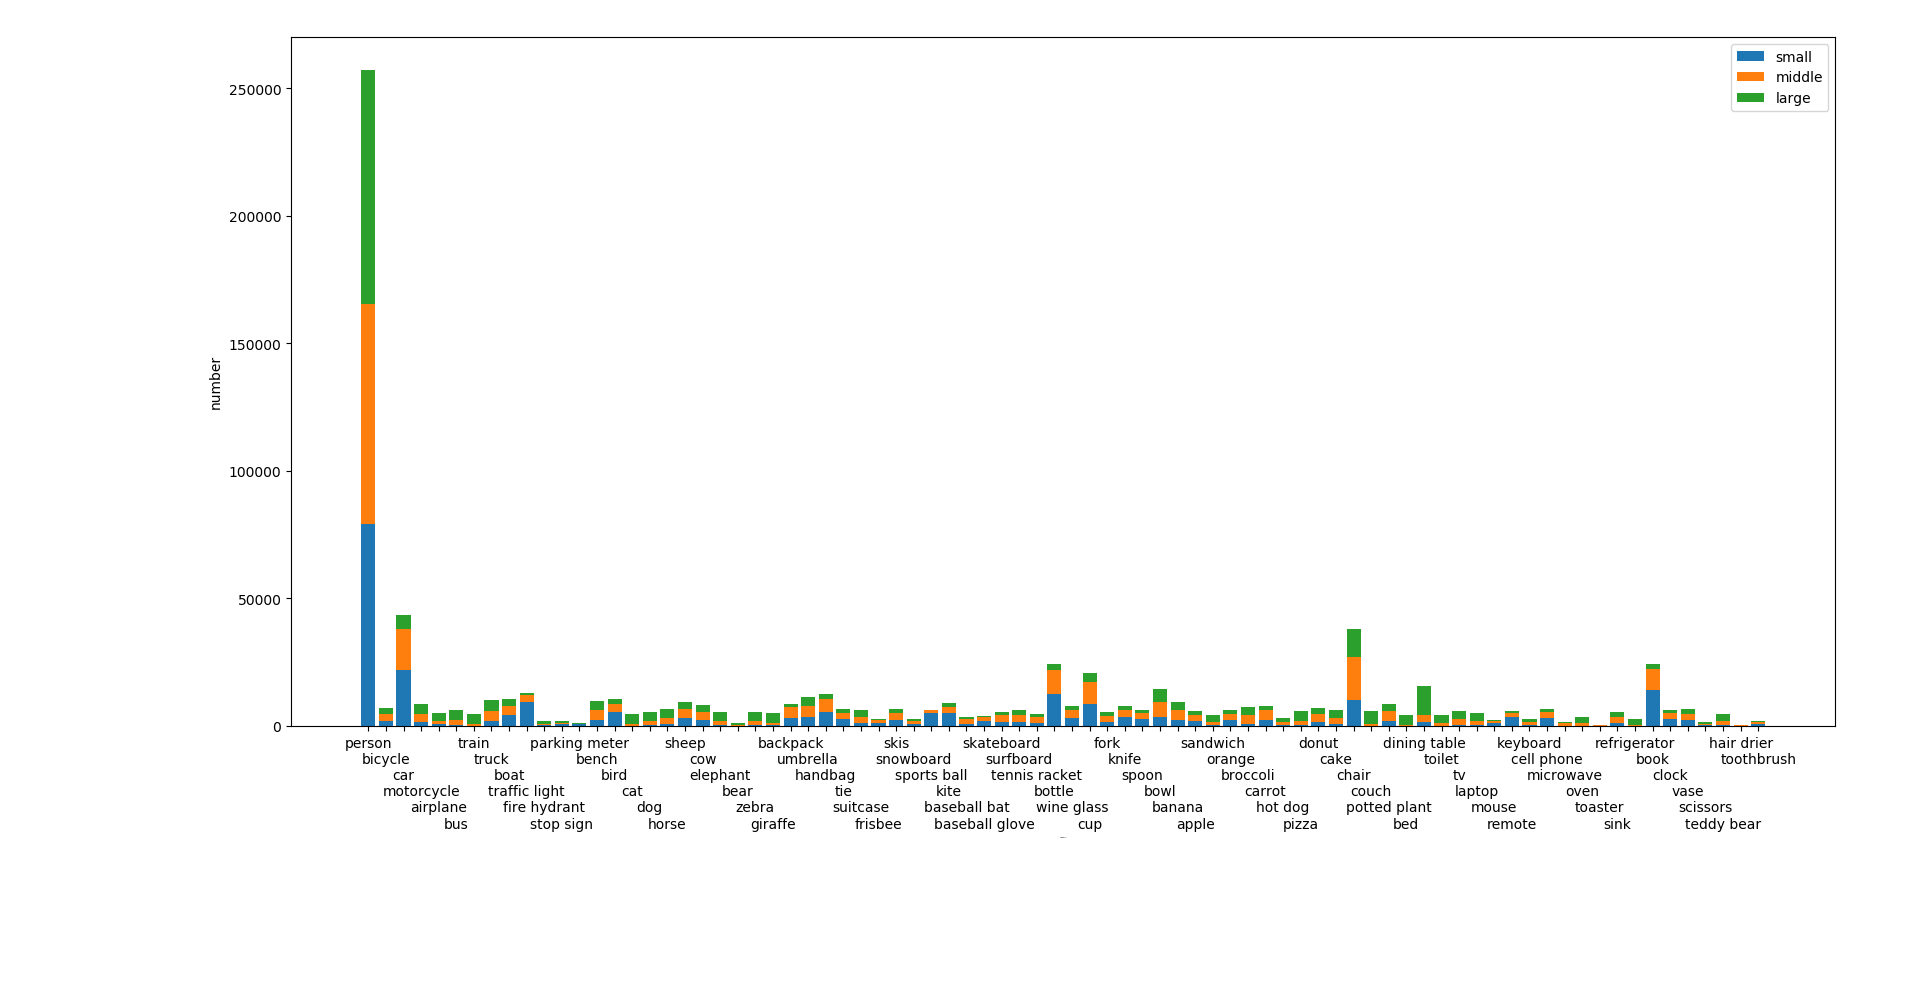 small
middle
large
250000
200000
150000
100000
50000
0
number
person train parking meter sheep backpack skis skateboard fork sandwich donut dining table keyboard refrigerator hair drier
bicycle truck bench cow umbrella snowboard surfboard knife orange cake toilet cell phone book toothbrush
car boat bird elephant handbag sports ball tennis racket spoon broccoli chair tv microwave clock
motorcycle traffic light cat bear tie kite bottle bowl carrot couch laptop oven vase
airplane fire hydrant dog zebra suitcase baseball bat wine glass banana hot dog potted plant mouse toaster scissors
bus stop sign horse giraffe frisbee baseball glove cup apple pizza bed remote sink teddy bear